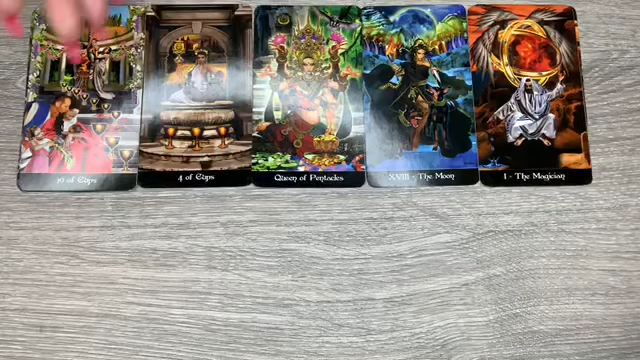 10 of Cups
4 of Cups
Queen of Pentacles
XVIII - The Moon
I - The Magician